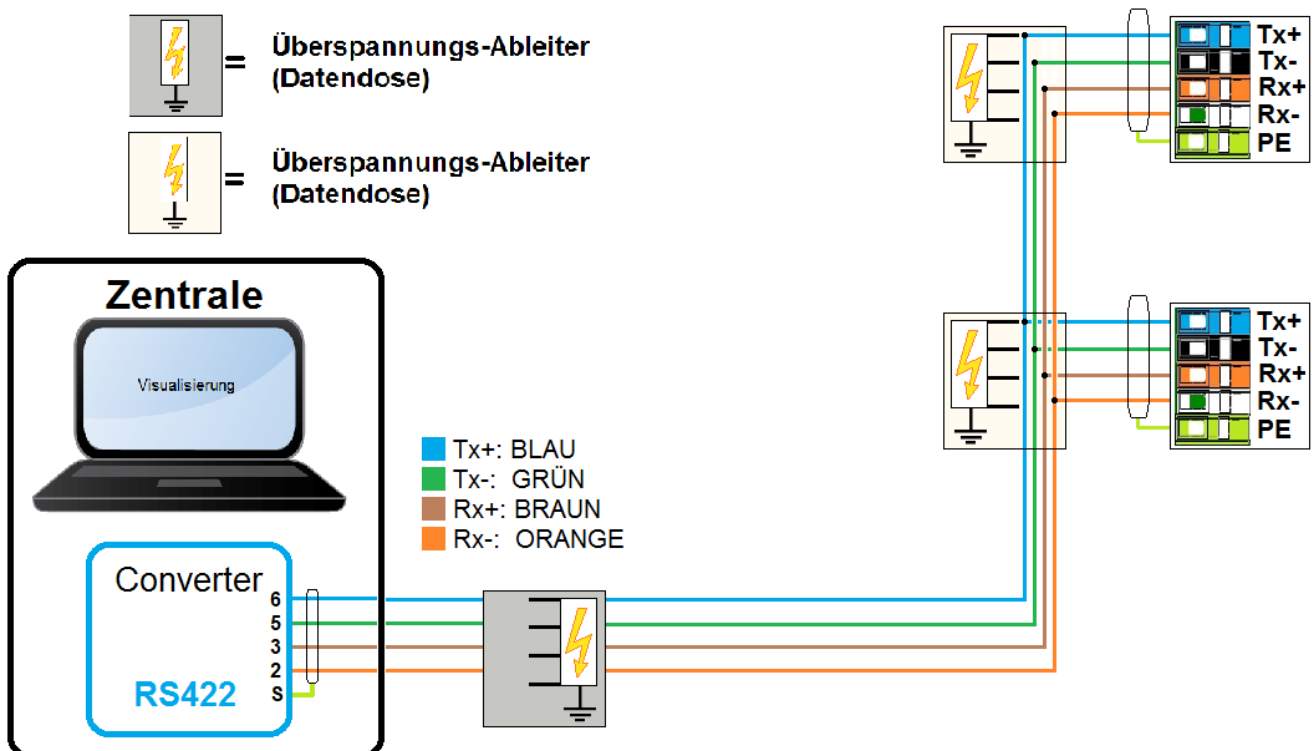 = Überspannungs-Ableiter
(Datendose)
= Überspannungs-Ableiter
(Datendose)
Tx+
Tx-
Rx+
Rx-
PE
Zentrale
Visualisierung
Tx+
Tx-
Rx+
Rx-
PE
Tx+: BLAU
Tx-: GRÜN
Rx+: BRAUN
Rx-: ORANGE
Converter
6
5
3
2
S
RS422